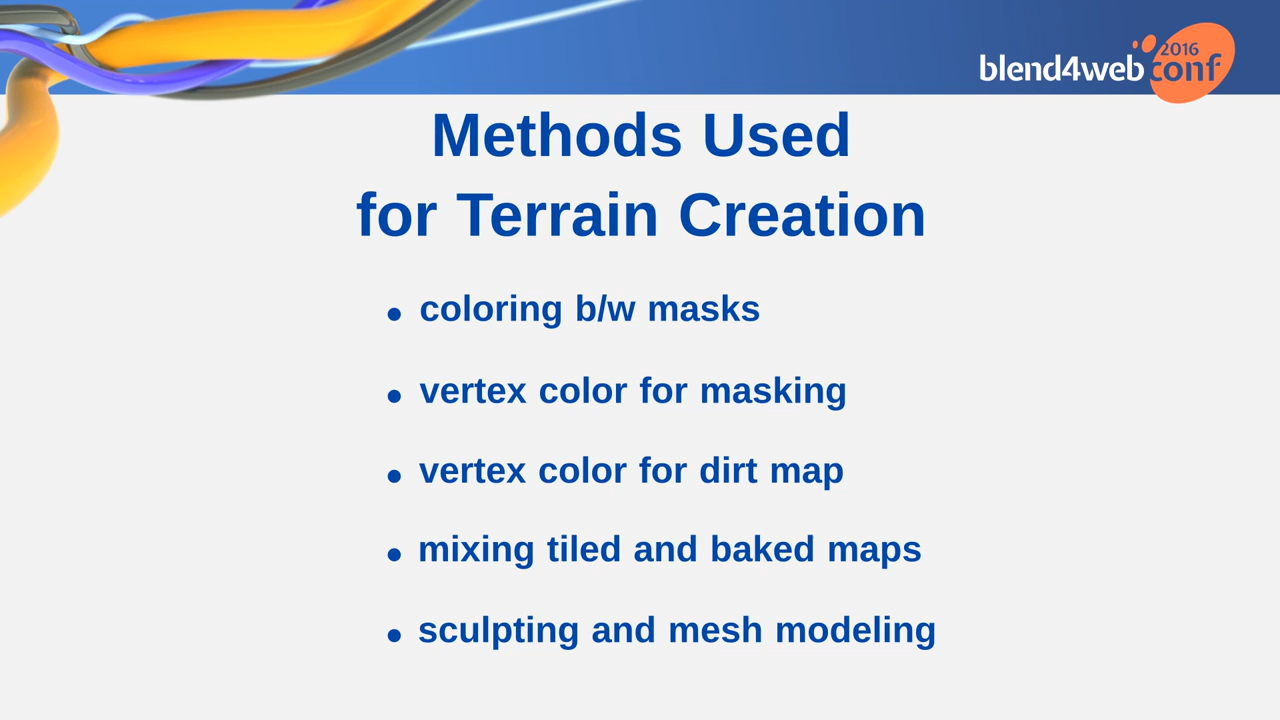 blend4web conf 2016
Methods Used
for Terrain Creation
• coloring b/w masks
• vertex color for masking
• vertex color for dirt map
• mixing tiled and baked maps
• sculpting and mesh modeling